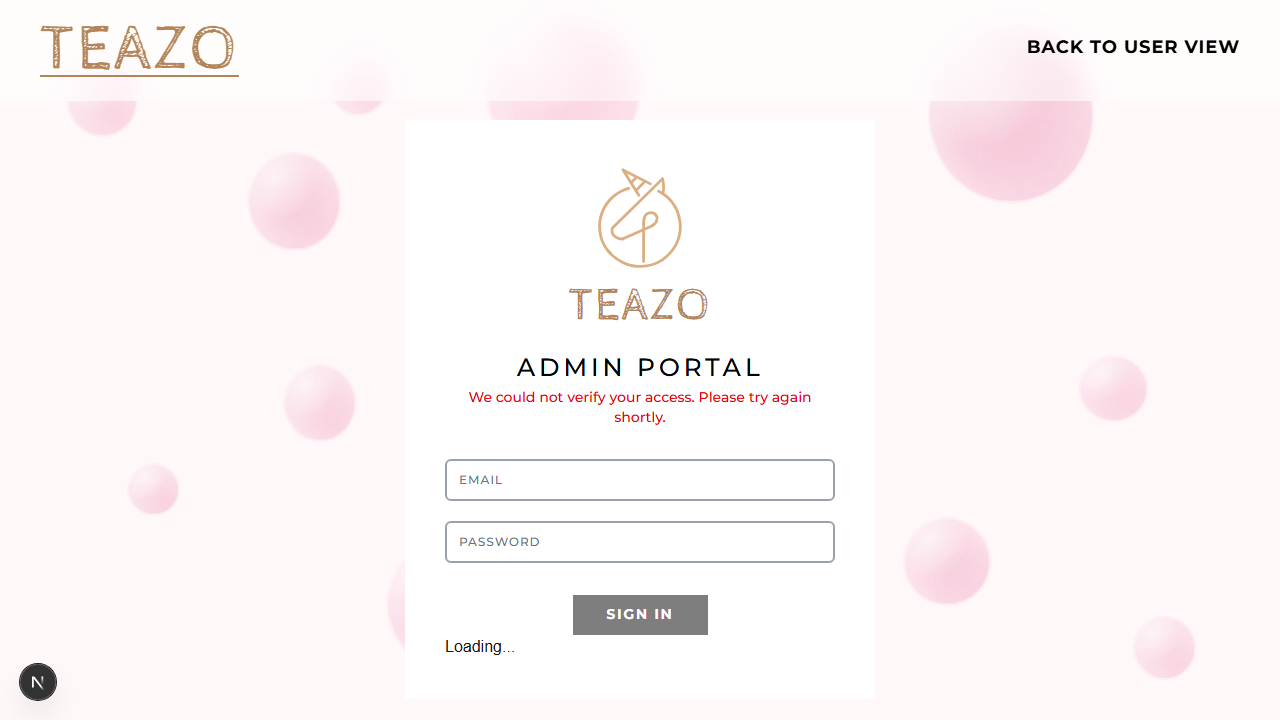 TEAZO
BACK TO USER VIEW
TEAZO
ADMIN PORTAL
We could not verify your access. Please try again
shortly.
EMAIL
PASSWORD
SIGN IN
Loading...
N